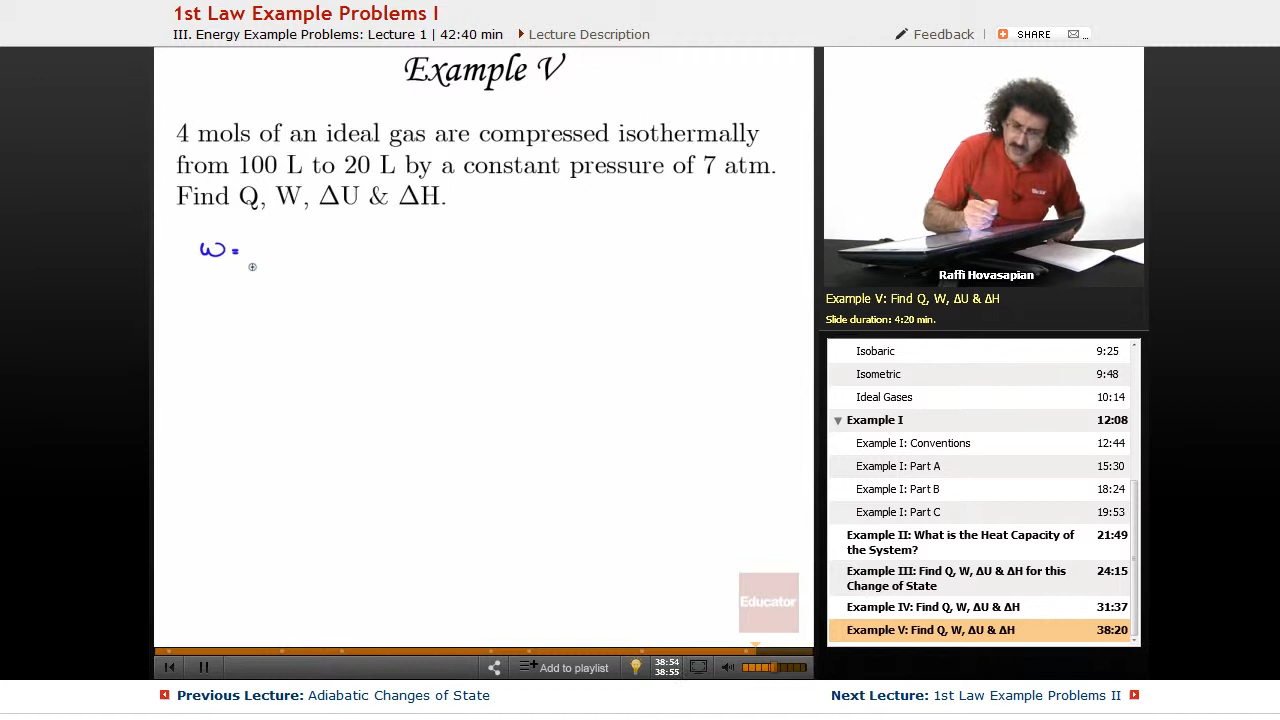 1st Law Example Problems I
III. Energy Example Problems: Lecture 1 | 42:40 min Lecture Description
Feedback
SHARE ...
Example V
4 mols of an ideal gas are compressed isothermally
from 100 L to 20 L by a constant pressure of 7 atm.
Find Q, W, ΔU & ΔH.
ω =
Educator
Raffi Hovasapian
Example V: Find Q, W, ΔU & ΔH
Slide duration: 4:20 min.
Isobaric 9:25
Isometric 9:48
Ideal Gases 10:14
Example I 12:08
Example I: Conventions 12:44
Example I: Part A 15:30
Example I: Part B 18:24
Example I: Part C 19:53
Example II: What is the Heat Capacity of 21:49
the System?
Example III: Find Q, W, ΔU & ΔH for this 24:15
Change of State
Example IV: Find Q, W, ΔU & ΔH 31:37
Example V: Find Q, W, ΔU & ΔH 38:20
Add to playlist
38:54
38:55
Previous Lecture: Adiabatic Changes of State
Next Lecture: 1st Law Example Problems II